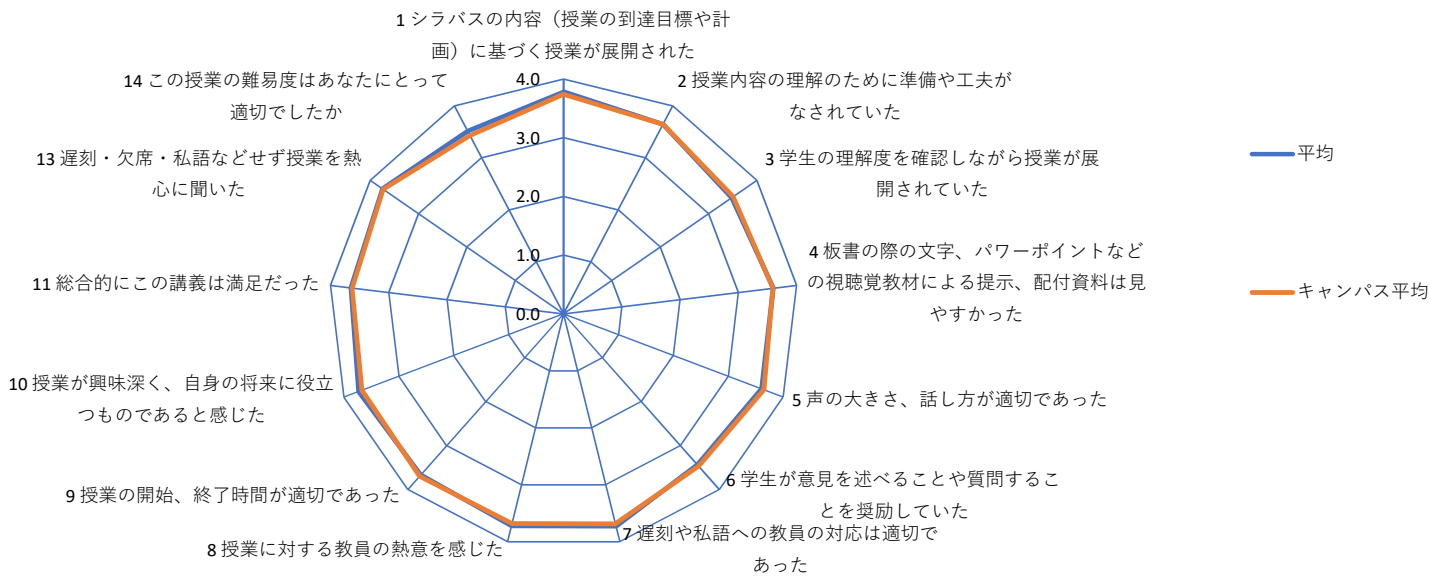 1 シラバスの内容（授業の到達目標や計
画）に基づく授業が展開された
2 授業内容の理解のために準備や工夫が
なされていた
3 学生の理解度を確認しながら授業が展
開されていた
4 板書の際の文字、パワーポイントなど
の視聴覚教材による提示、配付資料は見
やすかった
5 声の大きさ、話し方が適切であった
6 学生が意見を述べることや質問するこ
とを奨励していた
7 遅刻や私語への教員の対応は適切で
あった
8 授業に対する教員の熱意を感じた
9 授業の開始、終了時間が適切であった
10 授業が興味深く、自身の将来に役立
つものであると感じた
11 総合的にこの講義は満足だった
13 遅刻・欠席・私語などせず授業を熱
心に聞いた
14 この授業の難易度はあなたにとって
適切でしたか
4.0
3.0
2.0
1.0
0.0
平均
キャンパス平均